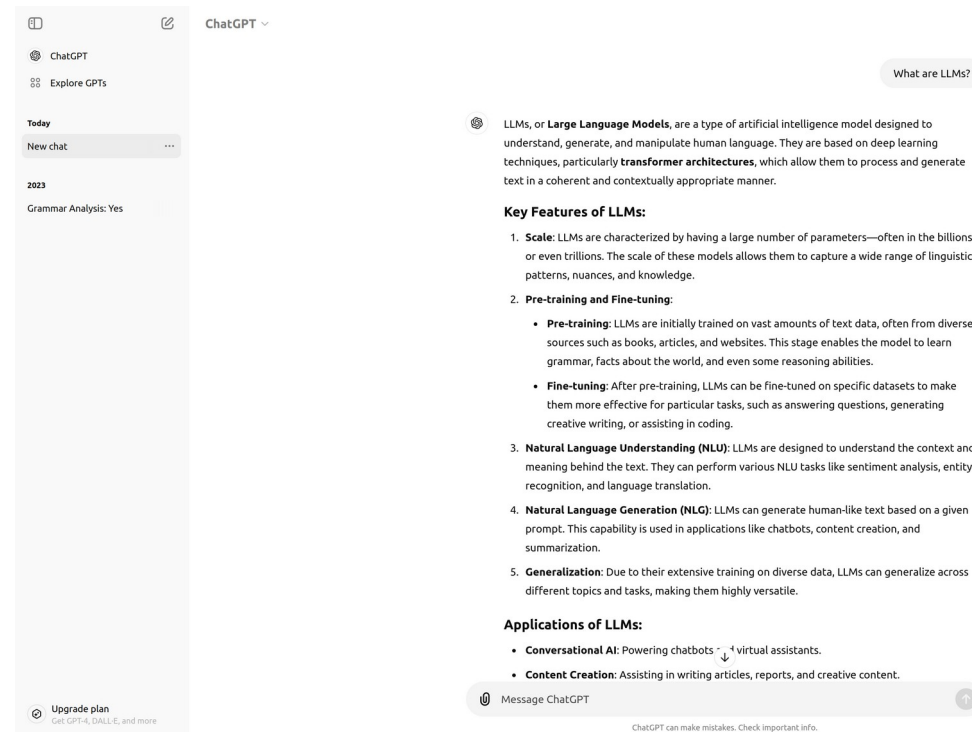 ChatGPT
What are LLMs?
ChatGPT
Explore GPTs
Today
New chat
2023
Grammar Analysis: Yes
LLMs, or Large Language Models, are a type of artificial intelligence model designed to
understand, generate, and manipulate human language. They are based on deep learning
techniques, particularly transformer architectures, which allow them to process and generate
text in a coherent and contextually appropriate manner.
Key Features of LLMs:
1. Scale: LLMs are characterized by having a large number of parameters—often in the billions
or even trillions. The scale of these models allows them to capture a wide range of linguistic
patterns, nuances, and knowledge.
2. Pre-training and Fine-tuning:
• Pre-training: LLMs are initially trained on vast amounts of text data, often from diverse
sources such as books, articles, and websites. This stage enables the model to learn
grammar, facts about the world, and even some reasoning abilities.
• Fine-tuning: After pre-training, LLMs can be fine-tuned on specific datasets to make
them more effective for particular tasks, such as answering questions, generating
creative writing, or assisting in coding.
3. Natural Language Understanding (NLU): LLMs are designed to understand the context and
meaning behind the text. They can perform various NLU tasks like sentiment analysis, entity
recognition, and language translation.
4. Natural Language Generation (NLG): LLMs can generate human-like text based on a given
prompt. This capability is used in applications like chatbots, content creation, and
summarization.
5. Generalization: Due to their extensive training on diverse data, LLMs can generalize across
different topics and tasks, making them highly versatile.
Applications of LLMs:
• Conversational AI: Powering chatbots virtual assistants.
• Content Creation: Assisting in writing articles, reports, and creative content.
Upgrade plan
Get GPT-4, DALL·E, and more
Message ChatGPT
ChatGPT can make mistakes. Check important info.